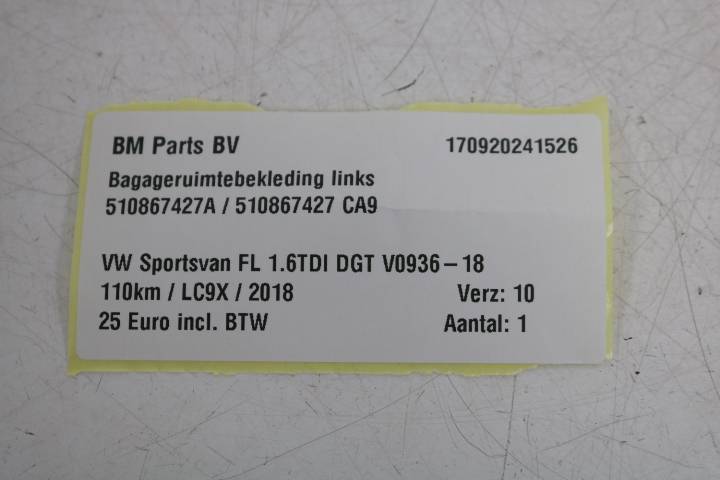 BM Parts BV 170920241526
Bagageruimtebekleding links
510867427A / 510867427 CA9
VW Sportsvan FL 1.6TDI DGT V0936-18
110km / LC9X / 2018 Verz: 10
25 Euro incl. BTW Aantal: 1